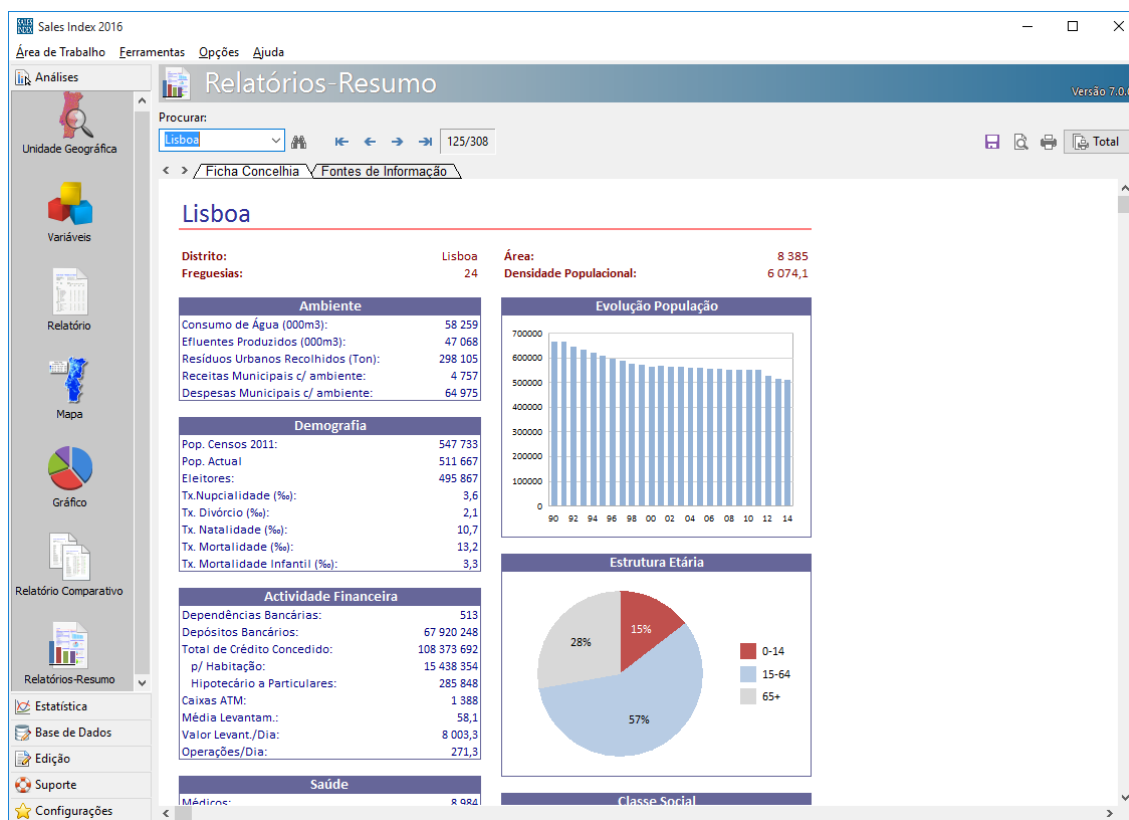 Sales Index 2016
Área de Trabalho Ferramentas Opções Ajuda
Análises
Unidade Geográfica
Variáveis
Relatório
Mapa
Gráfico
Relatório Comparativo
Relatórios-Resumo
Estatística
Base de Dados
Edição
Suporte
Configurações
Relatórios-Resumo
Procurar:
Lisboa
125/308
Total
Ficha Concelhia Fontes de Informação
Lisboa
Distrito: Lisboa
Freguesias: 24
Área: 8 385
Densidade Populacional: 6 074,1
Ambiente
Consumo de Água (000m3): 58 259
Efluentes Produzidos (000m3): 47 068
Resíduos Urbanos Recolhidos (Ton): 298 105
Receitas Municipais c/ ambiente: 4 757
Despesas Municipais c/ ambiente: 64 975
Demografia
Pop. Censos 2011: 547 733
Pop. Actual 511 667
Eleitores: 495 867
Tx.Nupcialidade (‰): 3,6
Tx. Divórcio (‰): 2,1
Tx. Natalidade (‰): 10,7
Tx. Mortalidade (‰): 13,2
Tx. Mortalidade Infantil (‰): 3,3
Actividade Financeira
Dependências Bancárias: 513
Depósitos Bancários: 67 920 248
Total de Crédito Concedido: 108 373 692
p/ Habitação: 15 438 354
Hipotecário a Particulares: 285 848
Caixas ATM: 1 388
Média Levantam.: 58,1
Valor Levant./Dia: 8 003,3
Operações/Dia: 271,3
Saúde
Médicos: 8 984
Evolução População
700000
600000
500000
400000
300000
200000
100000
0
90 92 94 96 98 00 02 04 06 08 10 12 14
Estrutura Etária
15%
28%
57%
0-14
15-64
65+
Classe Social
Versão 7.0.